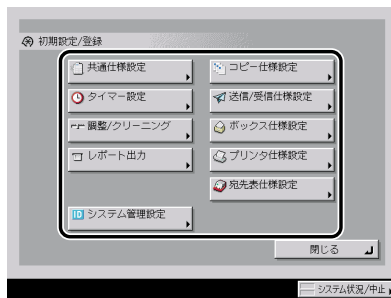 初期設定/登録
共通仕様設定
コピー仕様設定
タイマー設定
送信/受信仕様設定
調整/クリーニング
ボックス仕様設定
レポート出力
プリンタ仕様設定
宛先表仕様設定
ID システム管理設定
閉じる
システム状況/中止